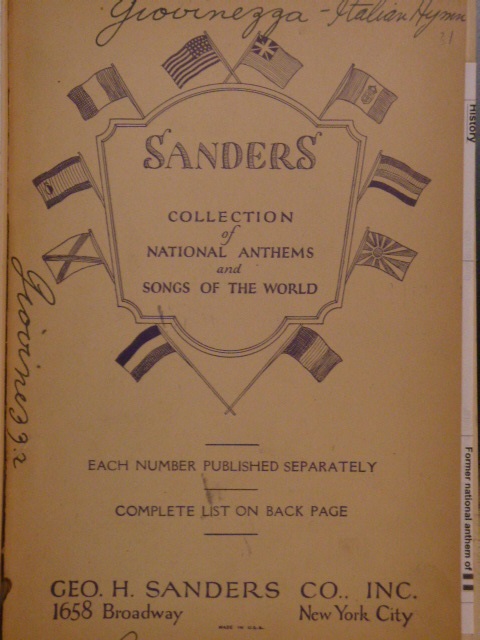 Giovinezza - Italian Hymn
SANDERS
COLLECTION
of
NATIONAL ANTHEMS
and
SONGS OF THE WORLD
Giovinezza
EACH NUMBER PUBLISHED SEPARATELY
COMPLETE LIST ON BACK PAGE
GEO. H. SANDERS CO., INC.
1658 Broadway New York City
MADE IN U.S.A.
History
Former national anthem of